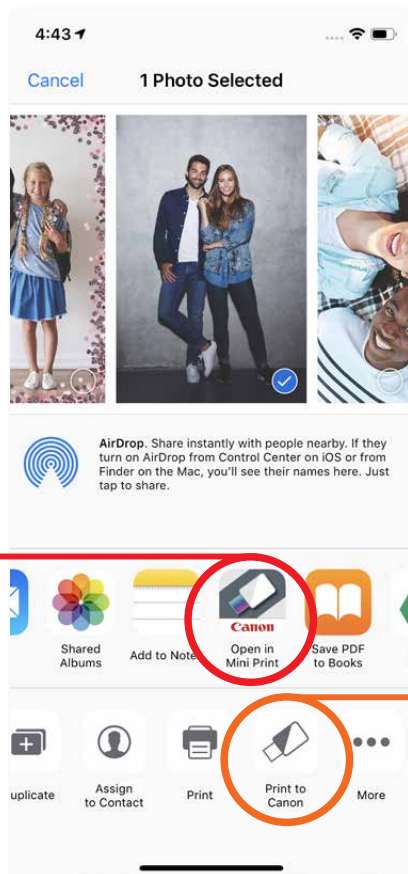 4:43
Cancel 1 Photo Selected
AirDrop. Share instantly with people nearby. If they
turn on AirDrop from Control Center on iOS or from
Finder on the Mac, you'll see their names here. Just
tap to share.
Canon
Shared
Albums
Add to Note
Open in
Mini Print
Save PDF
to Books
uplicate
Assign
to Contact
Print
Print to
Canon
More